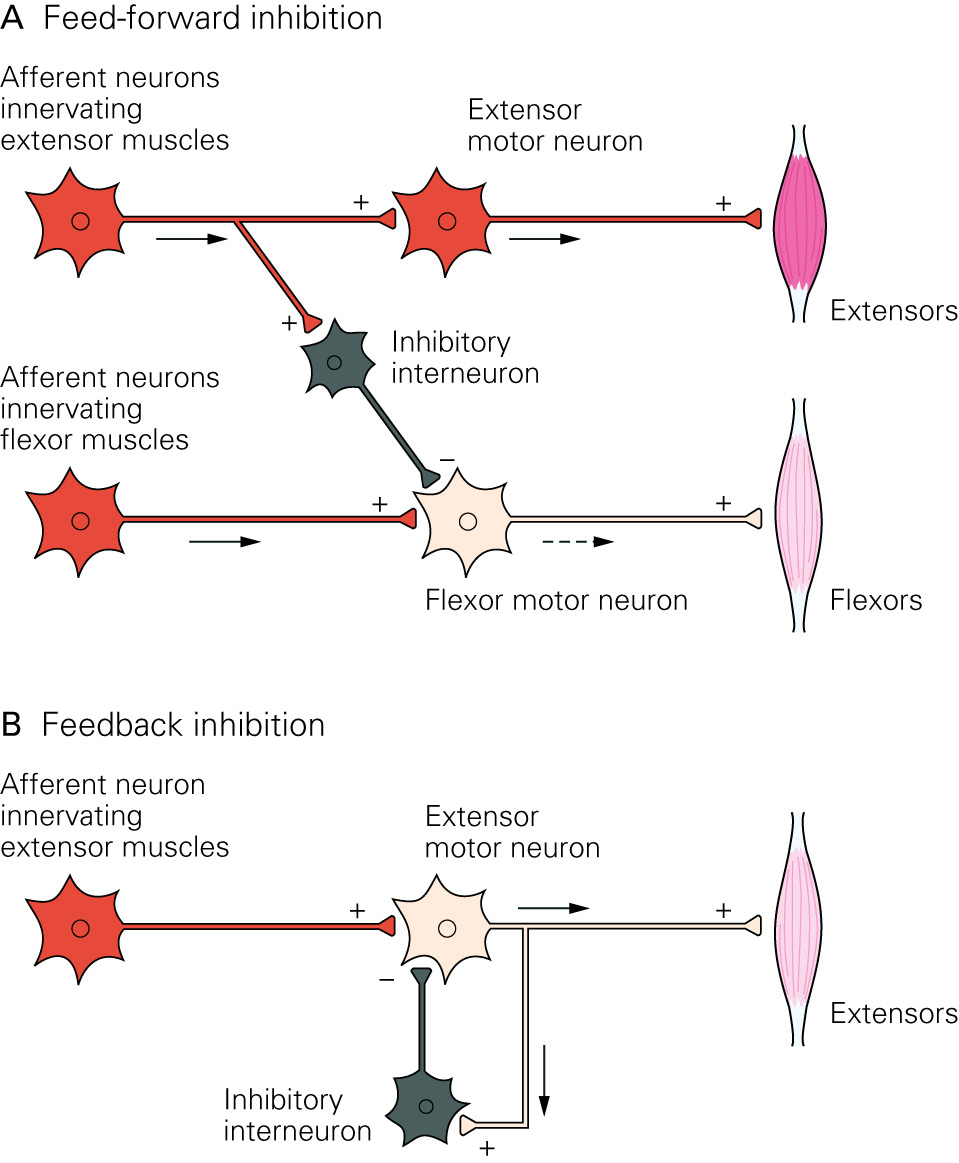 A Feed-forward inhibition
Afferent neurons
innervating
extensor muscles
Extensor
motor neuron
+
+
Extensors
+
Inhibitory
interneuron
Afferent neurons
innervating
flexor muscles
−
+
+
Flexor motor neuron
Flexors
B Feedback inhibition
Afferent neuron
innervating
extensor muscles
Extensor
motor neuron
+
+
−
Extensors
Inhibitory
interneuron
+